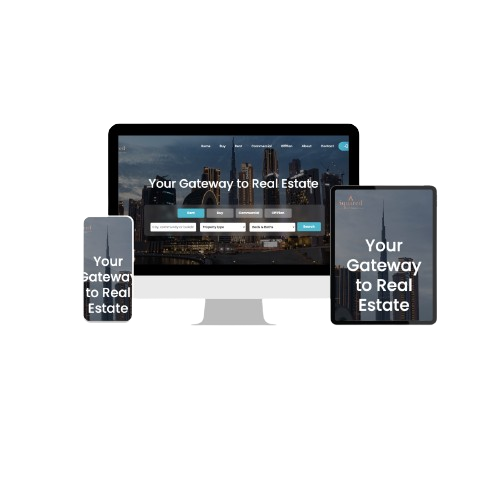 Home Buy Rent Commercial Offplan About Contact
Your Gateway to Real Estate
Rent Buy Commercial Offplan
Property type Beds & Baths Search
Your
Gateway
to Real
Estate
Your
Gateway
to Real
Estate